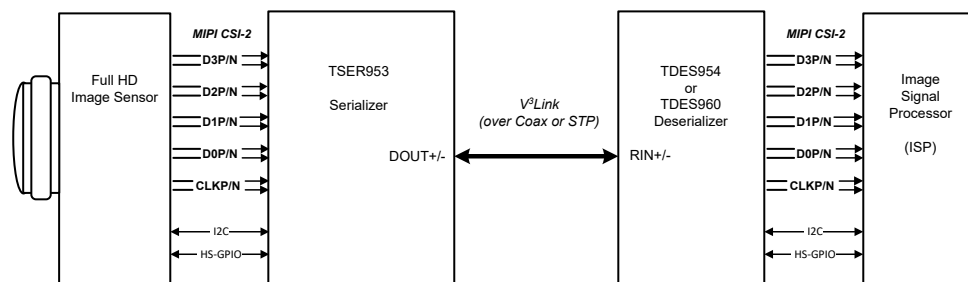 MIPI CSI-2
D3P/N
D2P/N
D1P/N
D0P/N
CLKP/N
I2C
HS-GPIO
Full HD
Image Sensor
TSER953
Serializer
DOUT+/-
V³Link
(over Coax or STP)
TDES954
or
TDES960
Deserializer
RIN+/-
MIPI CSI-2
D3P/N
D2P/N
D1P/N
D0P/N
CLKP/N
I2C
HS-GPIO
Image
Signal
Processor
(ISP)